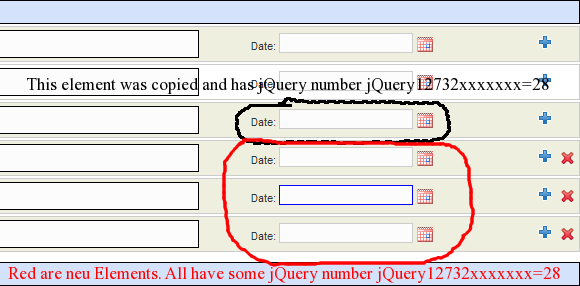 Date:
This element was copied and has jQuery number jQuery12732xxxxxxx=28
Date:
Date:
Date:
Date:
Date:
Red are neu Elements. All have some jQuery number jQuery12732xxxxxxx=28